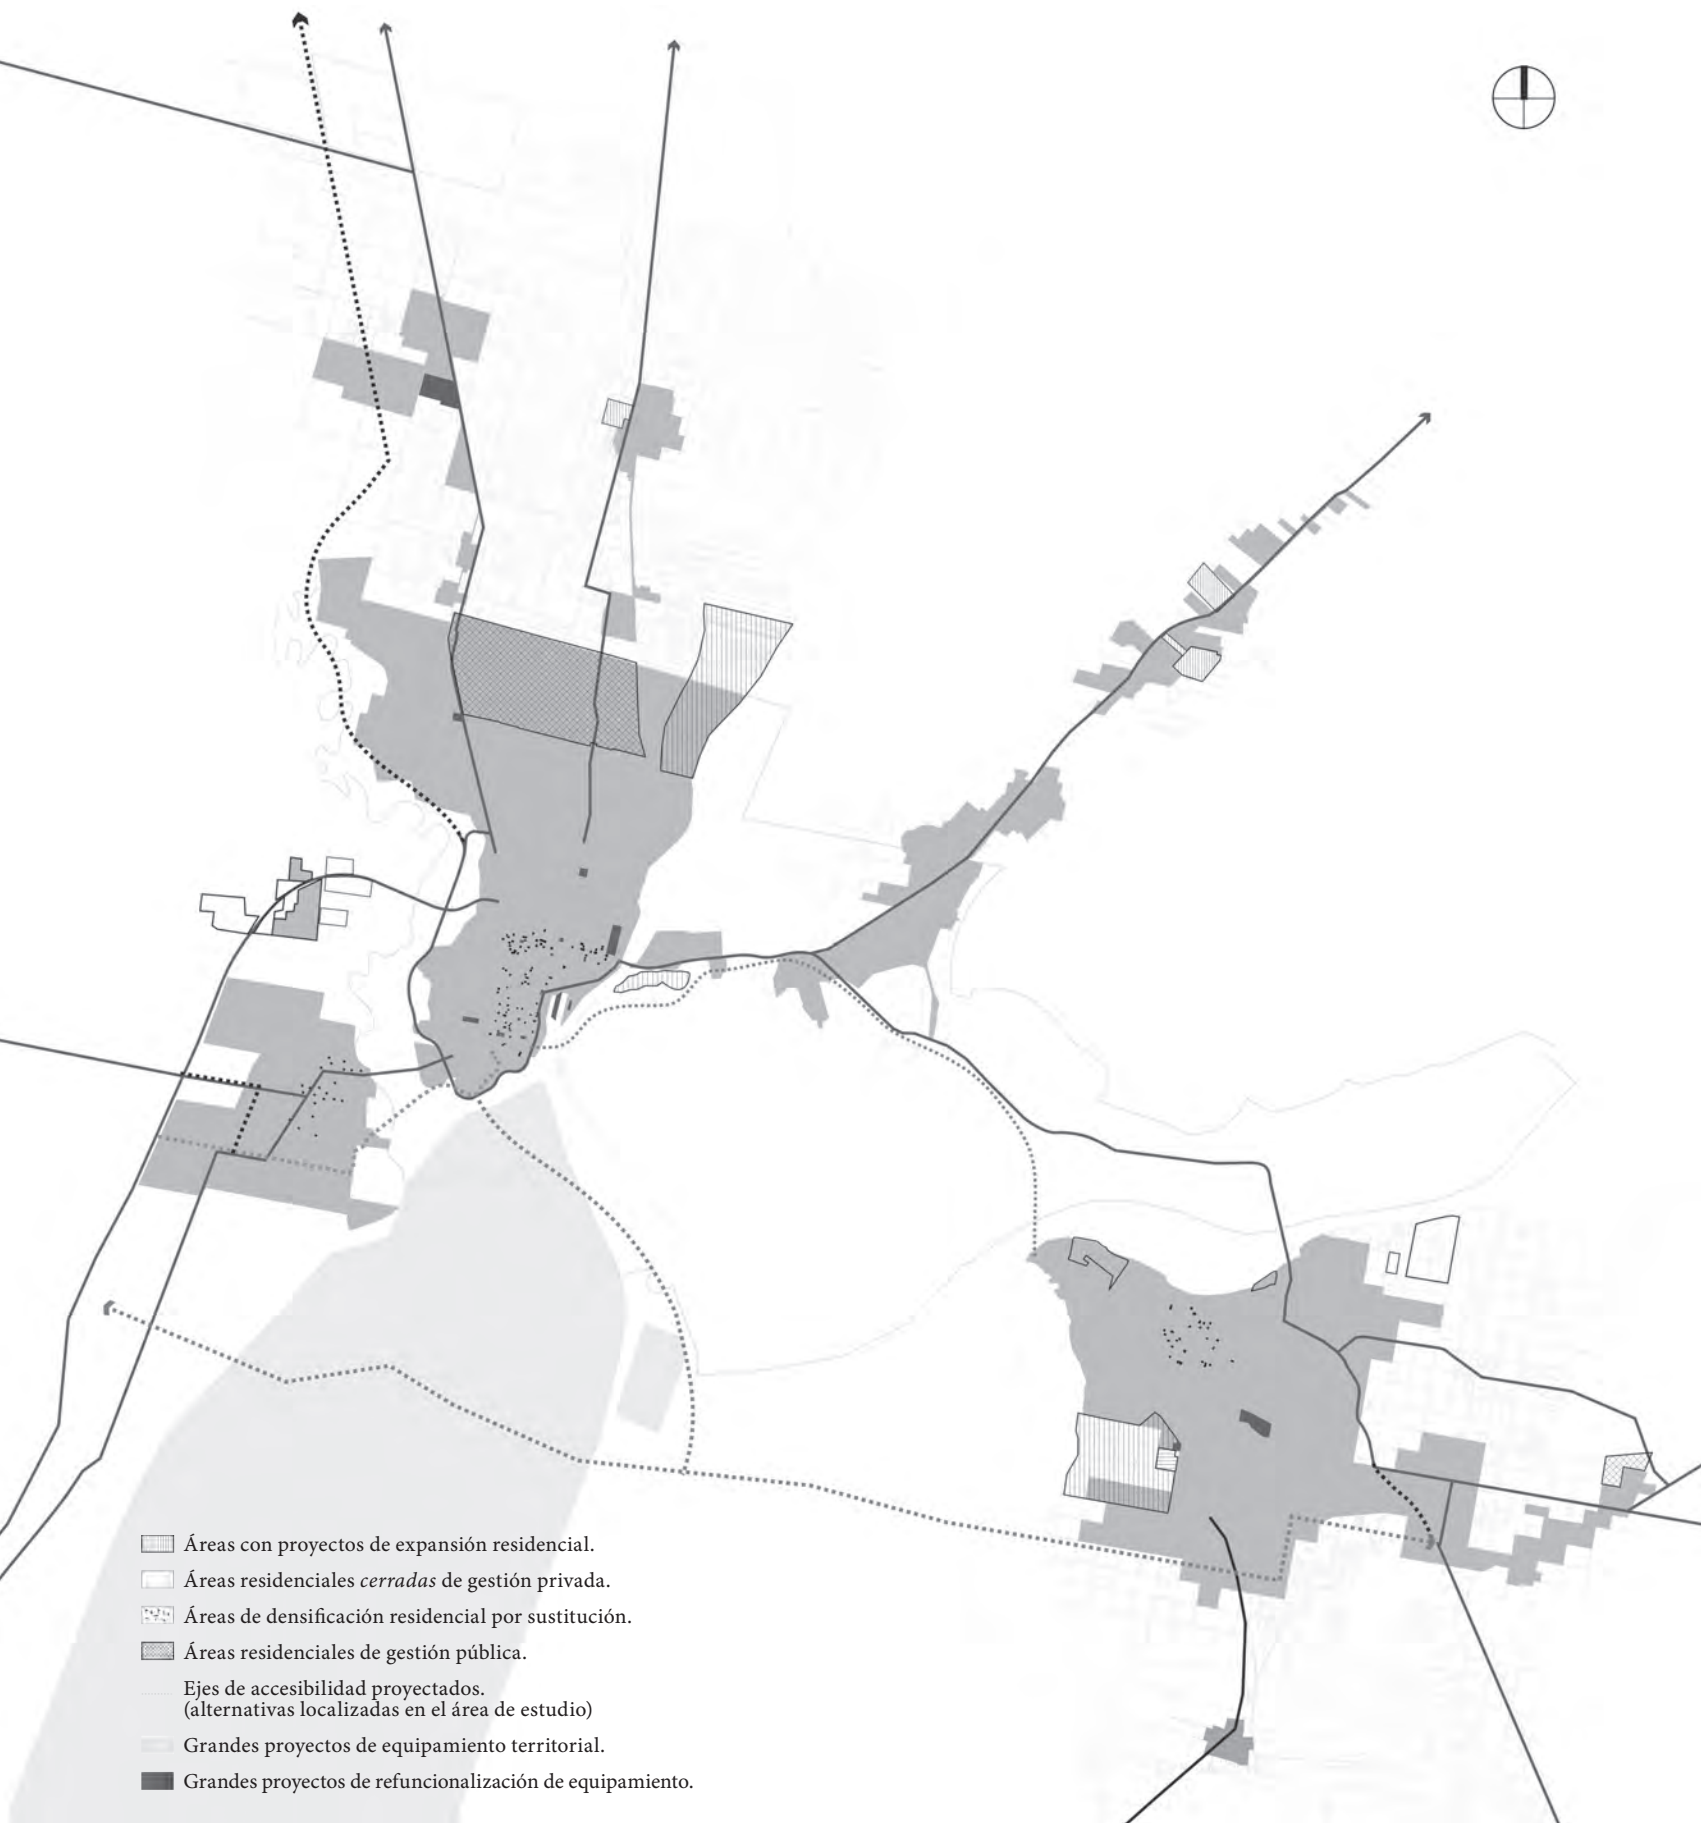 Áreas con proyectos de expansión residencial.
Áreas residenciales cerradas de gestión privada.
Áreas de densificación residencial por sustitución.
Áreas residenciales de gestión pública.
Ejes de accesibilidad proyectados.
(alternativas localizadas en el área de estudio)
Grandes proyectos de equipamiento territorial.
Grandes proyectos de refuncionalización de equipamiento.